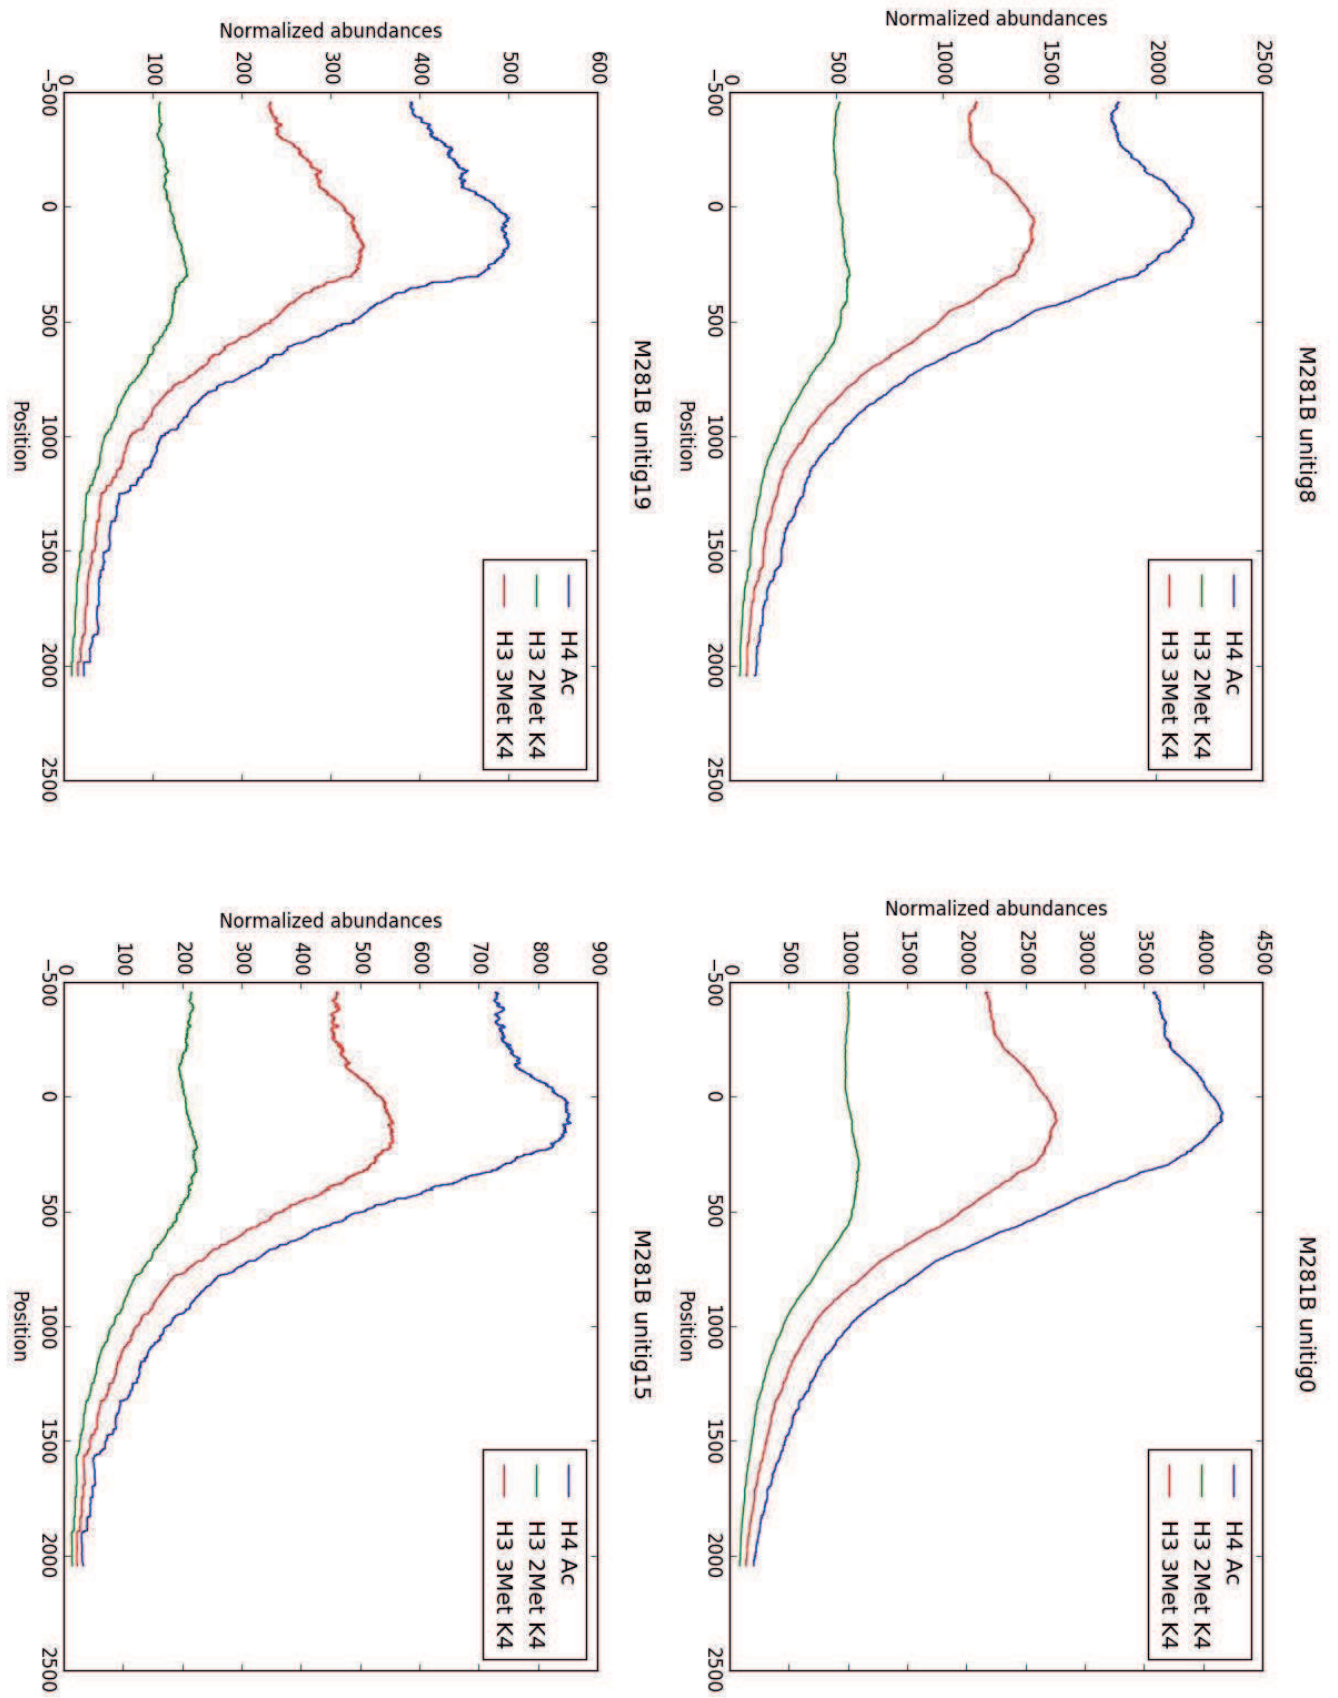 M281B unitig8
Normalized abundances
2500
2000
1500
1000
500
0
−500
0
500
1000
1500
2000
2500
Position
H4 Ac
H3 2Met K4
H3 3Met K4
M281B unitig0
Normalized abundances
4500
4000
3500
3000
2500
2000
1500
1000
500
0
−500
0
500
1000
1500
2000
2500
Position
H4 Ac
H3 2Met K4
H3 3Met K4
M281B unitig19
Normalized abundances
600
500
400
300
200
100
0
−500
0
500
1000
1500
2000
2500
Position
H4 Ac
H3 2Met K4
H3 3Met K4
M281B unitig15
Normalized abundances
900
800
700
600
500
400
300
200
100
0
−500
0
500
1000
1500
2000
2500
Position
H4 Ac
H3 2Met K4
H3 3Met K4